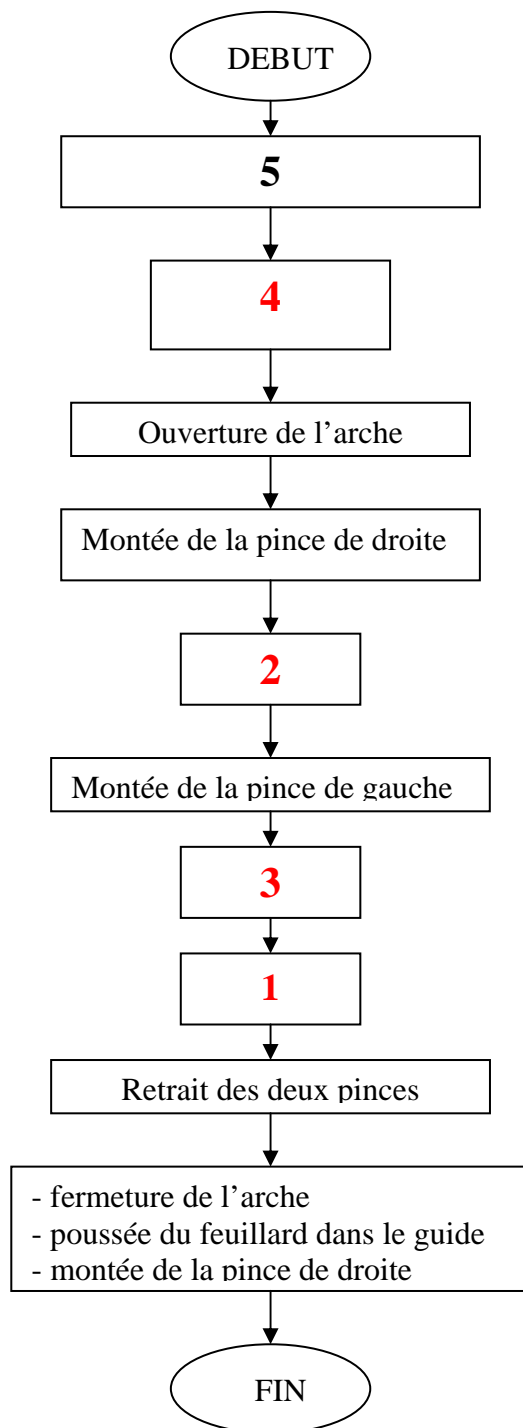 DEBUT
5
4
Ouverture de l’arche
Montée de la pince de droite
2
Montée de la pince de gauche
3
1
Retrait des deux pinces
- fermeture de l’arche
- poussée du feuillard dans le guide
- montée de la pince de droite
FIN